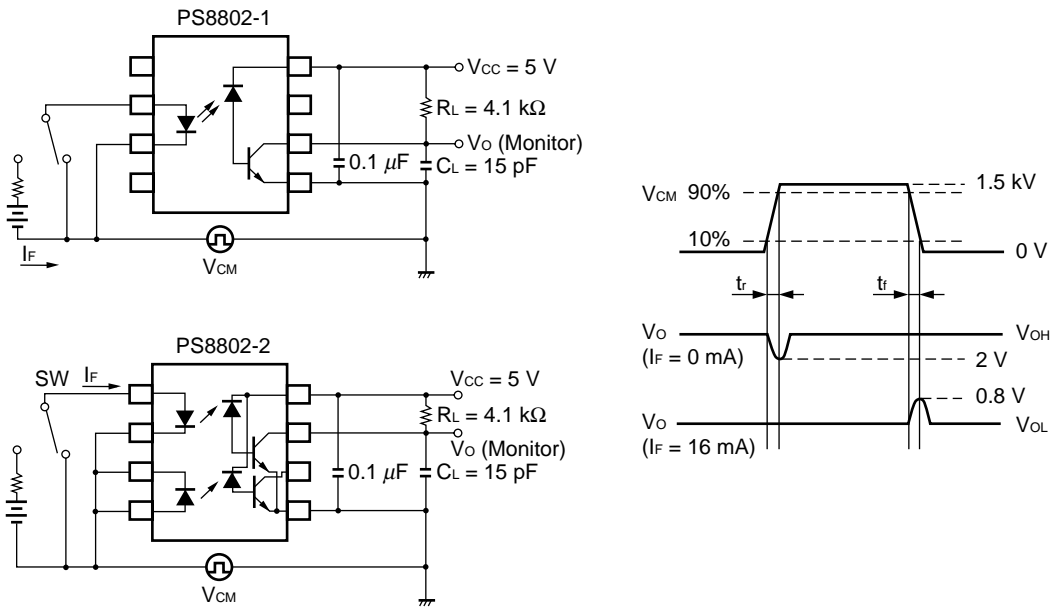 PS8802-1
VCC = 5 V
RL = 4.1 kΩ
VO (Monitor)
0.1 μF
CL = 15 pF
IF
VCM
PS8802-2
SW
IF
VCC = 5 V
RL = 4.1 kΩ
VO (Monitor)
0.1 μF
CL = 15 pF
VCM
VCM 90%
1.5 kV
10%
0 V
tr
tf
VO
(IF = 0 mA)
VOH
2 V
0.8 V
VO
(IF = 16 mA)
VOL